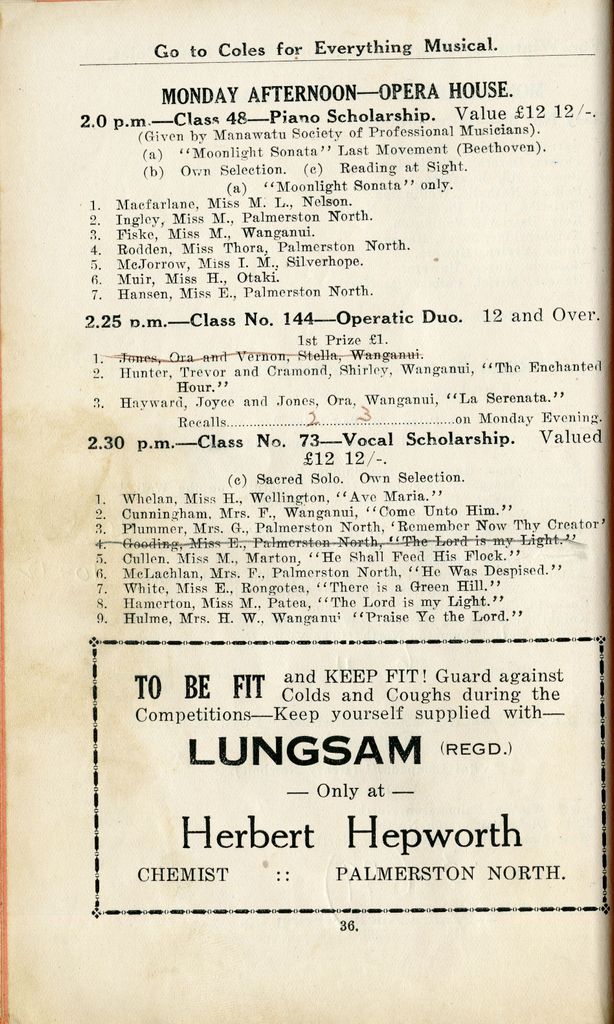 Go to Coles for Everything Musical.
MONDAY AFTERNOON—OPERA HOUSE.
2.0 p.m.—Class 48—Piano Scholarship. Value £12 12/-.
(Given by Manawatu Society of Professional Musicians).
(a) "Moonlight Sonata" Last Movement (Beethoven).
(b) Own Selection. (c) Reading at Sight.
(a) "Moonlight Sonata" only.
1. Macfarlane, Miss M. L., Nelson.
2. Ingley, Miss M., Palmerston North.
3. Fiske, Miss M., Wanganui.
4. Rodden, Miss Thora, Palmerston North.
5. McJorrow, Miss I. M., Silverhope.
6. Muir, Miss H., Otaki.
7. Hansen, Miss E., Palmerston North.
2.25 p.m.—Class No. 144—Operatic Duo. 12 and Over.
1st Prize £1.
1. Jones, Ora and Vernon, Stella, Wanganui.
2. Hunter, Trevor and Cramond, Shirley, Wanganui, "The Enchanted
Hour."
3. Hayward, Joyce and Jones, Ora, Wanganui, "La Serenata."
Recalls..............2......3..............on Monday Evening.
2.30 p.m.—Class No. 73—Vocal Scholarship. Valued
£12 12/-.
(c) Sacred Solo. Own Selection.
1. Whelan, Miss H., Wellington, "Ave Maria."
2. Cunningham, Mrs. F., Wanganui, "Come Unto Him."
3. Plummer, Mrs. G., Palmerston North, 'Remember Now Thy Creator'
4. Gooding, Miss E., Palmerston North, "The Lord is my Light."
5. Cullen, Miss M., Marton, "He Shall Feed His Flock."
6. McLachlan, Mrs. F., Palmerston North, "He Was Despised."
7. White, Miss E., Rongotea, "There is a Green Hill."
8. Hamerton, Miss M., Patea, "The Lord is my Light."
9. Hulme, Mrs. H. W., Wanganui "Praise Ye the Lord."
TO BE FIT and KEEP FIT! Guard against
Colds and Coughs during the
Competitions—Keep yourself supplied with—
LUNGSAM (REGD.)
— Only at —
Herbert Hepworth
CHEMIST :: PALMERSTON NORTH.
36.